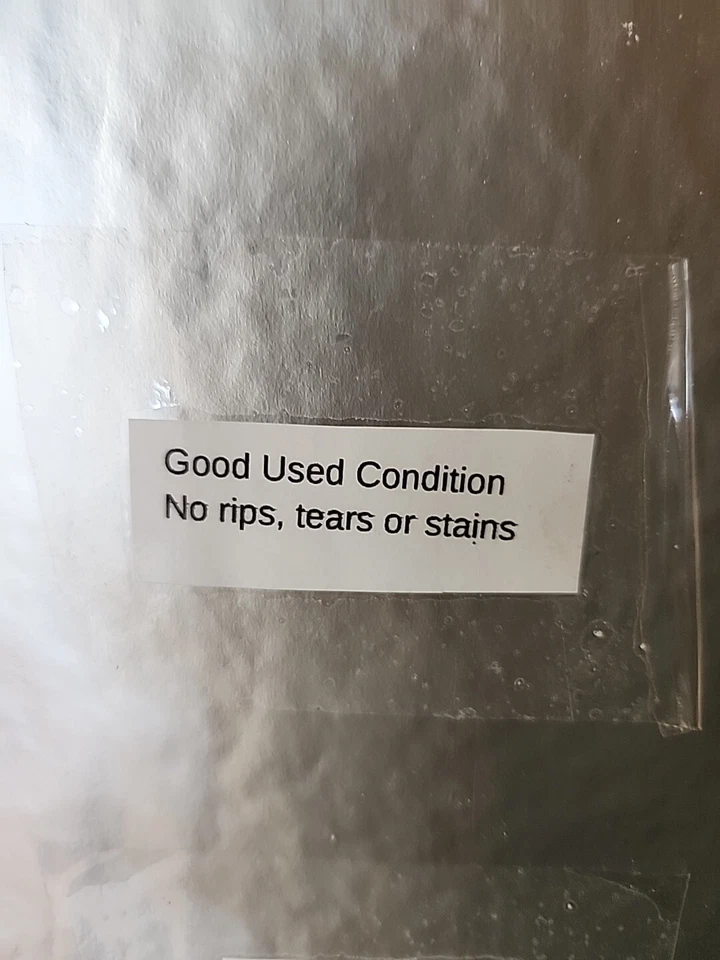 Good Used Condition
No rips, tears or stains